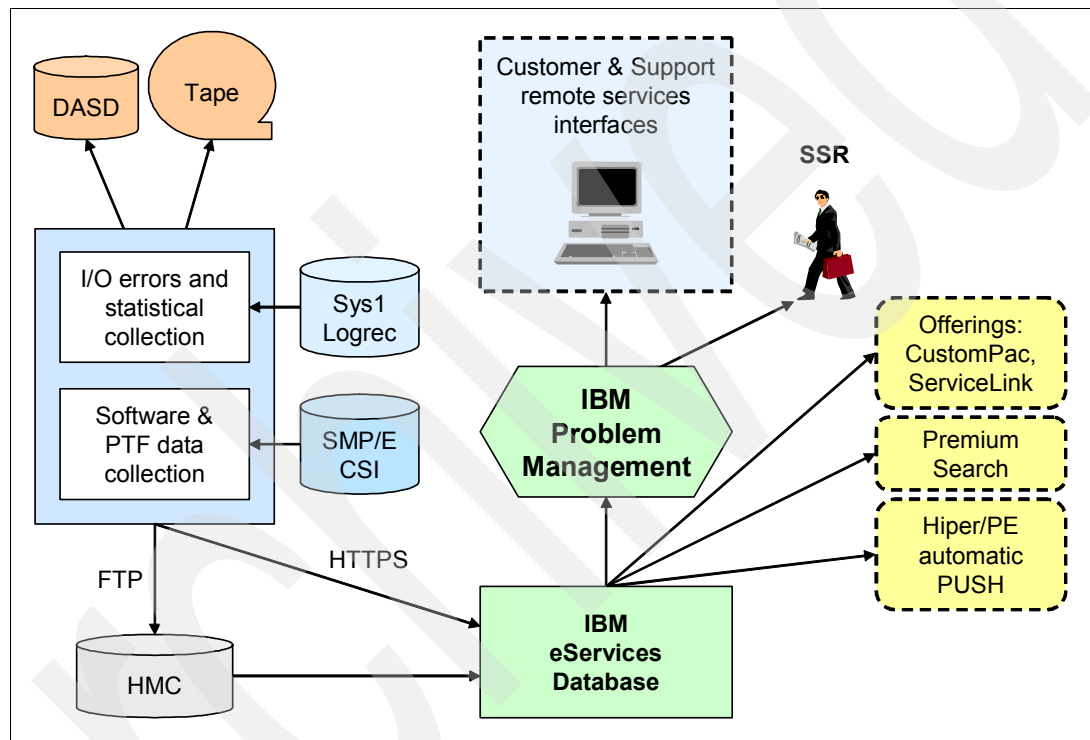 DASD
Tape
Customer & Support
remote services
interfaces
SSR
I/O errors and
statistical
collection
Sys1
Logrec
Software &
PTF data
collection
SMP/E
CSI
IBM
Problem
Management
Offerings:
CustomPac,
ServiceLink
Premium
Search
Hiper/PE
automatic
PUSH
FTP
HTTPS
HMC
IBM
eServices
Database